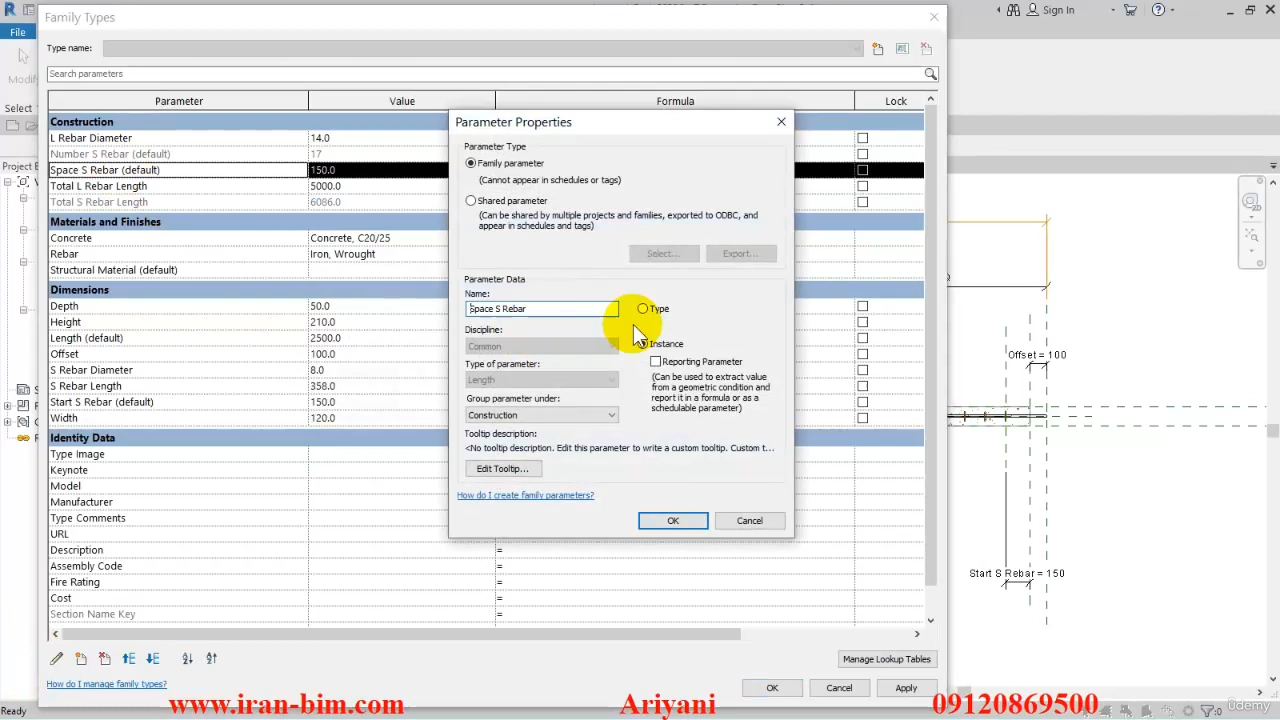 Sign In
File
Family Types
Modify
Type name:
Search parameters
Select
Parameter Value Formula Lock
Project E
Construction
L Rebar Diameter 14.0
Number S Rebar (default) 17
Space S Rebar (default) 150.0
Total L Rebar Length 5000.0
Total S Rebar Length 6086.0
Materials and Finishes
Concrete Concrete, C20/25
Rebar Iron, Wrought
Structural Material (default)
Dimensions
Depth 50.0
Height 210.0
Length (default) 2500.0
Offset 100.0
S Rebar Diameter 8.0
S Rebar Length 358.0
Start S Rebar (default) 150.0
Width 120.0
Identity Data
Type Image
Keynote
Model
Manufacturer
Type Comments
URL
Description =
Assembly Code =
Fire Rating =
Cost =
Section Name Key =
Parameter Properties
Parameter Type
Family parameter
(Cannot appear in schedules or tags)
Shared parameter
(Can be shared by multiple projects and families, exported to ODBC, and
appear in schedules and tags)
Select... Export...
Parameter Data
Name:
Space S Rebar Type
Discipline:
Common Instance
Type of parameter: Reporting Parameter
Length
(Can be used to extract value
from a geometric condition and
report it in a formula or as a
schedulable parameter)
Group parameter under:
Construction
Tooltip description:
<No tooltip description. Edit this parameter to write a custom tooltip. Custom t...
Edit Tooltip...
How do I create family parameters?
OK Cancel
Offset = 100
Start S Rebar = 150
Manage Lookup Tables
How do I manage family types?
OK Cancel Apply
Ready
www.iran-bim.com Ariyani 09120869500
:0
ûdemy